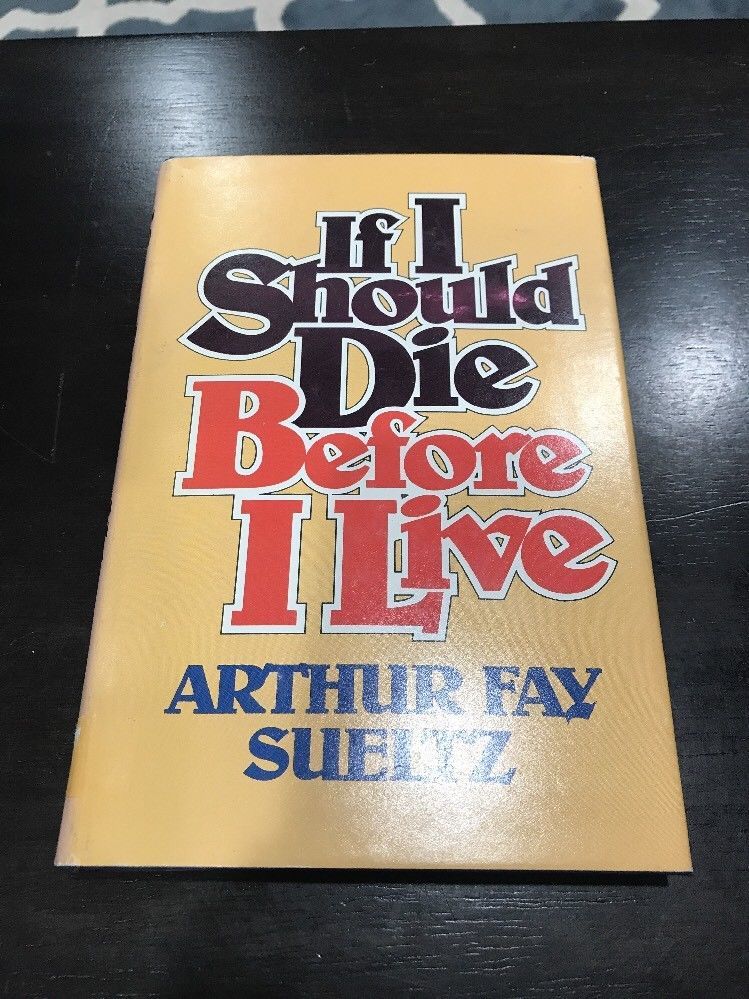 If I
Should
Die
Before
I Live
ARTHUR FAY
SUELTZ